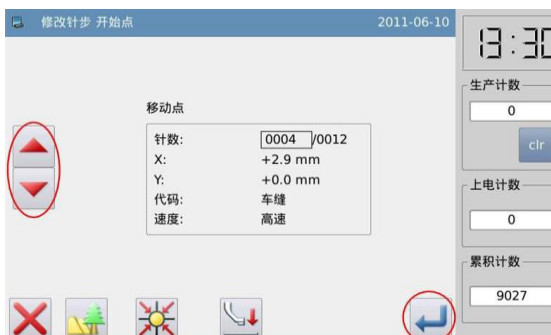 修改针步 开始点
2011-06-10
13:30
移动点
针数: 0004 /0012
X: +2.9 mm
Y: +0.0 mm
代码: 车缝
速度: 高速
生产计数
0
clr
上电计数
0
累积计数
9027